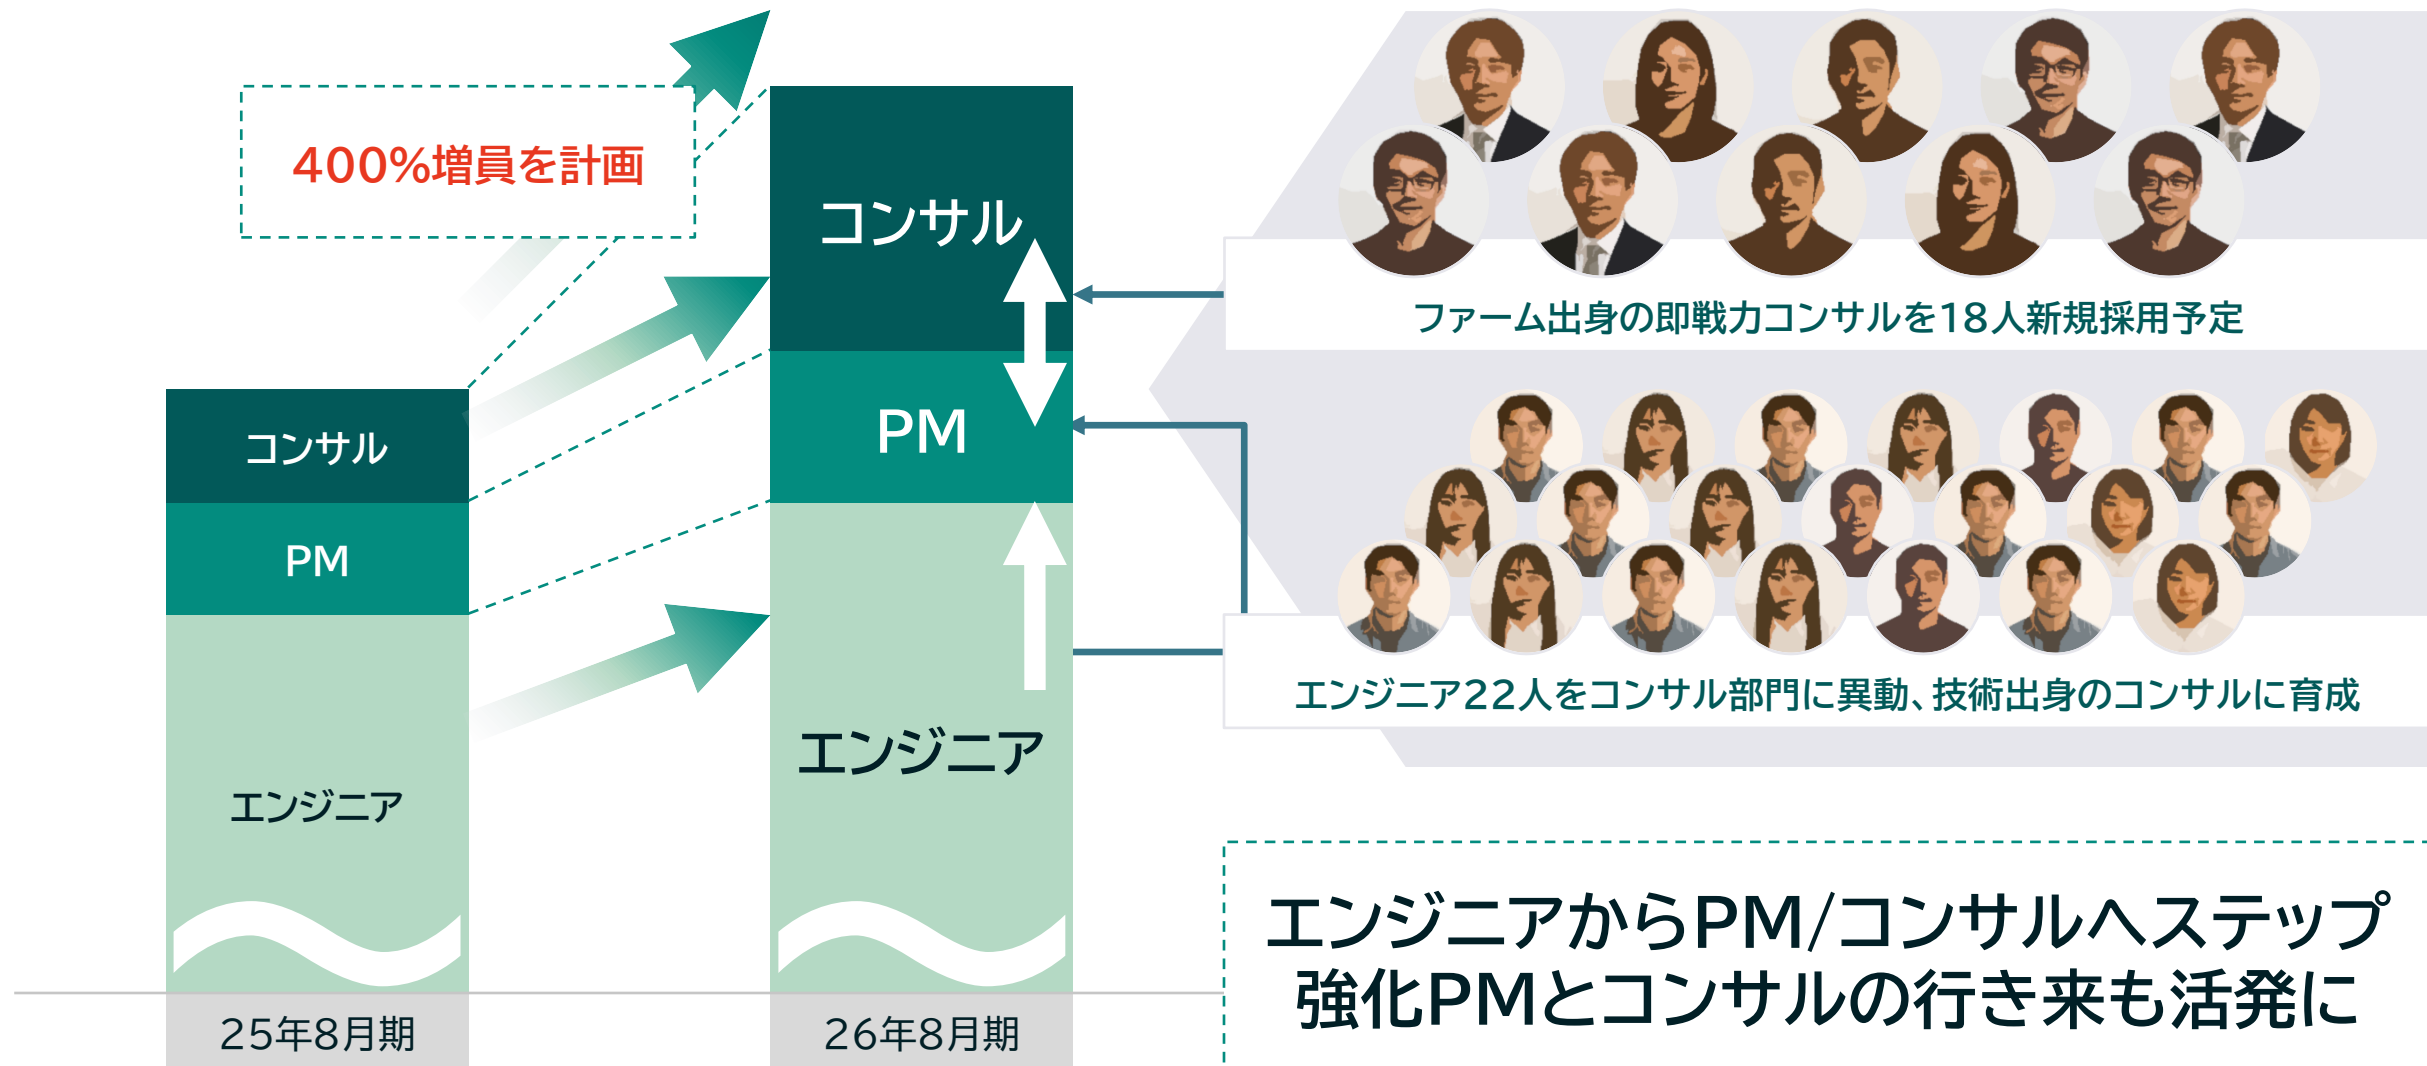 400%増員を計画
コンサル
PM
エンジニア
25年8月期
コンサル
PM
エンジニア
26年8月期
ファーム出身の即戦力コンサルを18人新規採用予定
エンジニア22人をコンサル部門に異動、技術出身のコンサルに育成
エンジニアからPM/コンサルへステップ
強化PMとコンサルの行き来も活発に